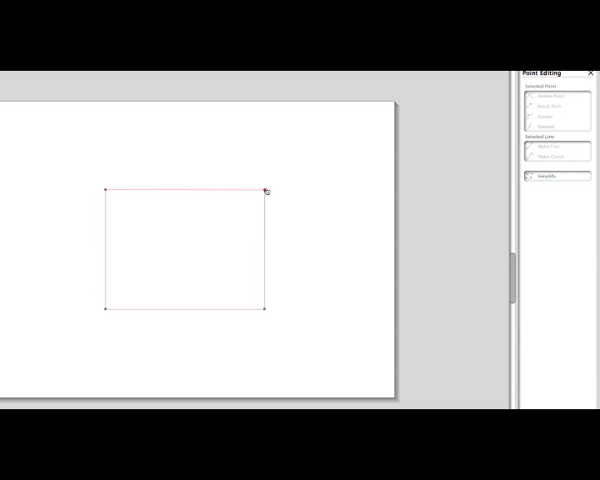 Point Editing
Selected Point
Delete Point
Break Path
Corner
Smooth
Selected Line
Make Flat
Make Curve
Simplify